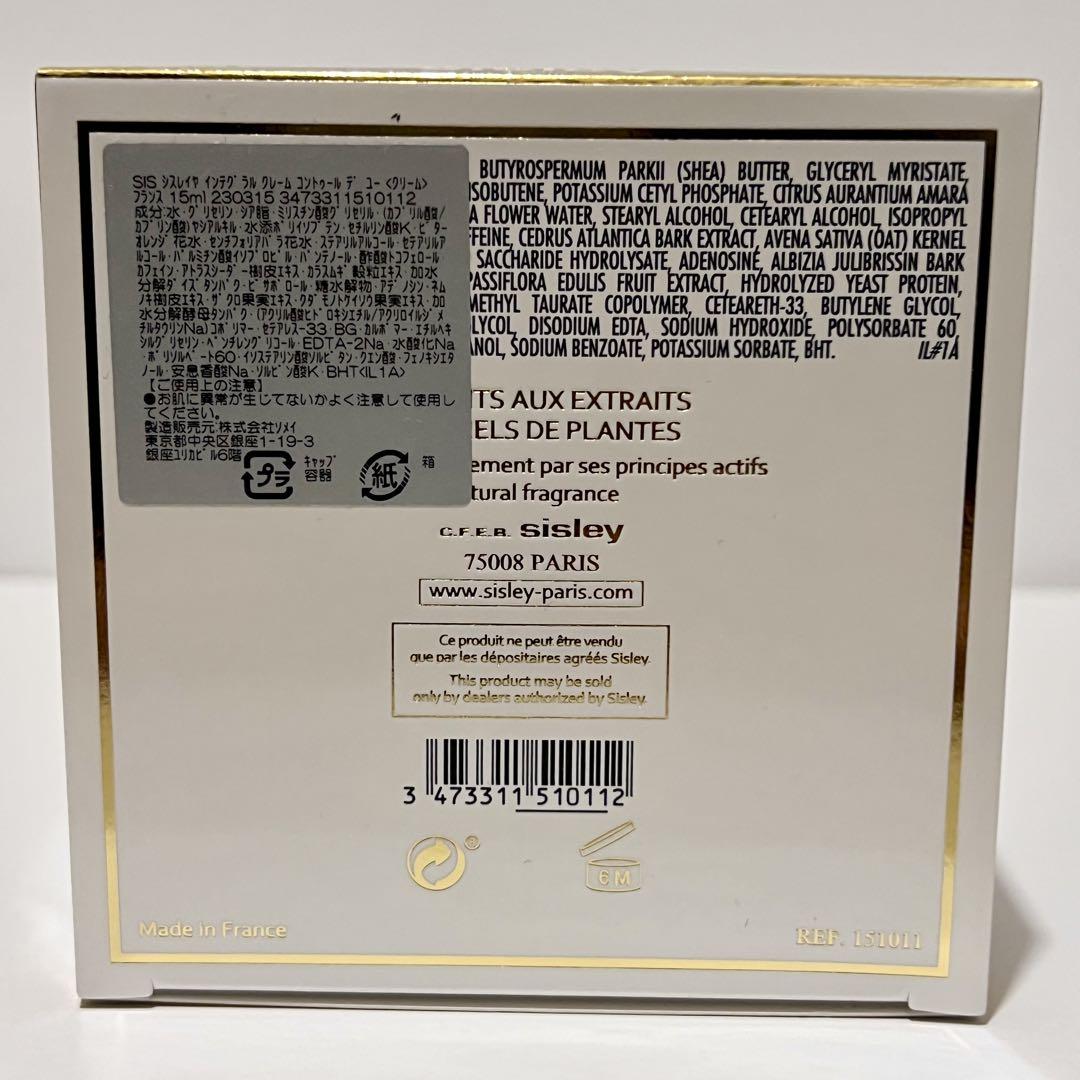 SIS ｼｽﾚｲﾔ ｲﾝﾃｸﾞﾗﾙ ｸﾚｰﾑ ｺﾝﾄｩｰﾙ ﾃﾞ ﾕｰ <ｸﾘｰﾑ>
ﾌﾗﾝｽ 15ml 230315 3473311510112
成分:水･ｸﾞﾘｾﾘﾝ･ｼｱ脂･ﾐﾘｽﾁﾝ酸ｸﾞﾘｾﾘﾙ･(ｶﾌﾟﾘﾙ酸/
ｶﾌﾟﾘﾝ酸)ﾔｼｱﾙｷﾙ･水添ﾎﾟﾘｲｿﾌﾞﾃﾝ･ｾﾁﾙﾘﾝ酸K･ﾋﾞﾀｰ
ｵﾚﾝｼﾞ花水･ｾﾝﾁﾌｫﾘｱﾊﾞﾗ花水･ｽﾃｱﾘﾙｱﾙｺｰﾙ･ｾﾃｱﾘﾙｱ
ﾙｺｰﾙ･ﾊﾟﾙﾐﾁﾝ酸ｲｿﾌﾟﾛﾋﾟﾙ･ﾊﾟﾝﾃﾉｰﾙ･酢酸ﾄｺﾌｪﾛｰﾙ
ｶﾌｪｲﾝ･ｱﾄﾗｽｼｰﾀﾞｰ樹皮ｴｷｽ･ｶﾗｽﾑｷﾞ穀粒ｴｷｽ･加水
分解ﾀﾞｲｽﾞﾀﾝﾊﾟｸ･ﾋﾞｻﾎﾞﾛｰﾙ･糖水解物･ｱﾃﾞﾉｼﾝ･ﾈﾑ
ﾉｷ樹皮ｴｷｽ･ｻﾞｸﾛ果実ｴｷｽ･ｸﾀﾞﾓﾉﾄｹｲｿｳ果実ｴｷｽ･加
水分解酵母ﾀﾝﾊﾟｸ･(ｱｸﾘﾙ酸ﾋﾄﾞﾛｷｼｴﾁﾙ/ｱｸﾘﾛｲﾙｼﾞﾒ
ﾁﾙﾀｳﾘﾝNa)ｺﾎﾟﾘﾏｰ･ｾﾃｱﾚｽ-33･BG･ｶﾙﾎﾞﾏｰ･ｴﾁﾙﾍｷ
ｼﾙｸﾞﾘｾﾘﾝ･ﾍﾟﾝﾁﾚﾝｸﾞﾘｺｰﾙ･EDTA-2Na･水酸化Na
･ﾎﾟﾘｿﾙﾍﾞｰﾄ60･ｲｿｽﾃｱﾘﾝ酸ｿﾙﾋﾞﾀﾝ･ｸｴﾝ酸･ﾌｪﾉｷｼｴﾀ
ﾉｰﾙ･安息香酸Na･ｿﾙﾋﾞﾝ酸K･BHT<IL1A>
【ご使用上の注意】
●お肌に異常が生じてないかよく注意して使用し
てください。
製造販売元:株式会社ｿﾒｲ
東京都中央区銀座1-19-3
銀座ﾕﾘｶﾋﾞﾙ6階
プラ
ｷｬｯﾌﾟ
容器
紙
箱
BUTYROSPERMUM PARKII (SHEA) BUTTER, GLYCERYL MYRISTATE,
SOBUTENE, POTASSIUM CETYL PHOSPHATE, CITRUS AURANTIUM AMARA
A FLOWER WATER, STEARYL ALCOHOL, CETEARYL ALCOHOL, ISOPROPYL
FFEINE, CEDRUS ATLANTICA BARK EXTRACT, AVENA SATIVA (OAT) KERNEL
SACCHARIDE HYDROLYSATE, ADENOSINE, ALBIZIA JULIBRISSIN BARK
PASSIFLORA EDULIS FRUIT EXTRACT, HYDROLYZED YEAST PROTEIN,
METHYL TAURATE COPOLYMER, CETEARETH-33, BUTYLENE GLYCOL,
LYCOL, DISODIUM EDTA, SODIUM HYDROXIDE, POLYSORBATE 60,
ANOL, SODIUM BENZOATE, POTASSIUM SORBATE, BHT. IL#1A
TS AUX EXTRAITS
ELS DE PLANTES
ement par ses principes actifs
tural fragrance
C.F.E.B. sisley
75008 PARIS
www.sisley-paris.com
Ce produit ne peut être vendu
que par les dépositaires agréés Sisley.
This product may be sold
only by dealers authorized by Sisley.
3 473311 510112
6 M
Made in France
REF. 151011